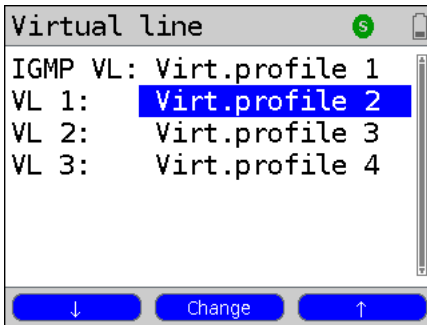 Virtual line S
IGMP VL: Virt.profile 1
VL 1: Virt.profile 2
VL 2: Virt.profile 3
VL 3: Virt.profile 4
↓ Change ↑